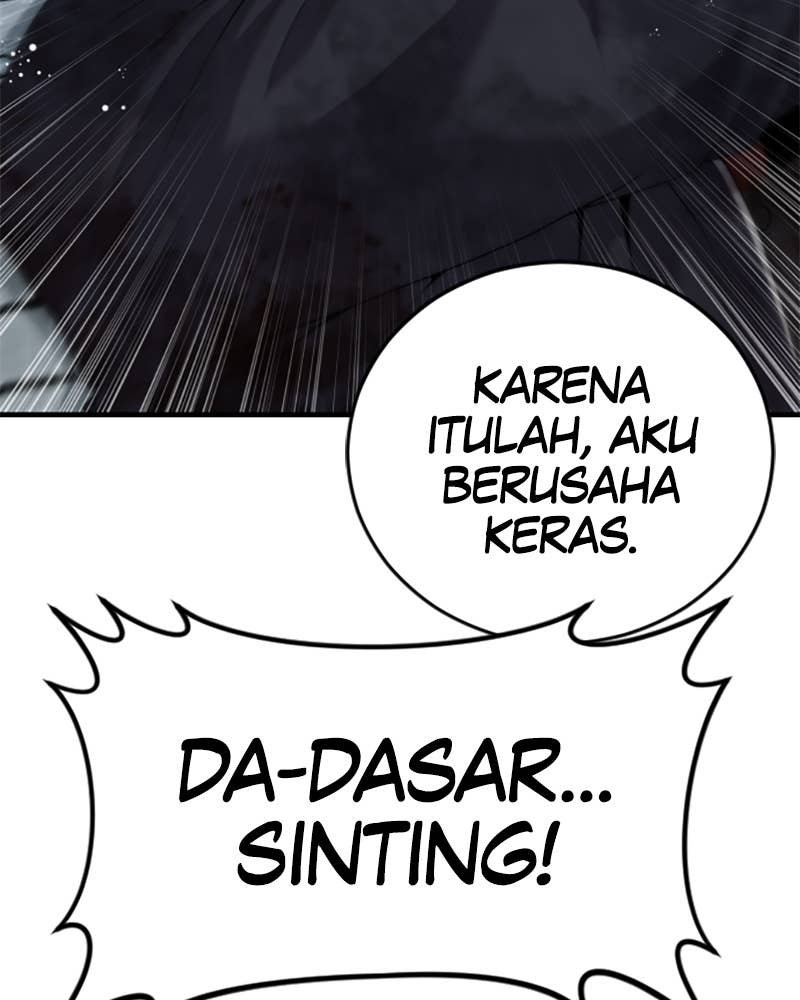 KARENA
ITULAH, AKU
BERUSAHA
KERAS.
DA-DASAR...
SINTING!